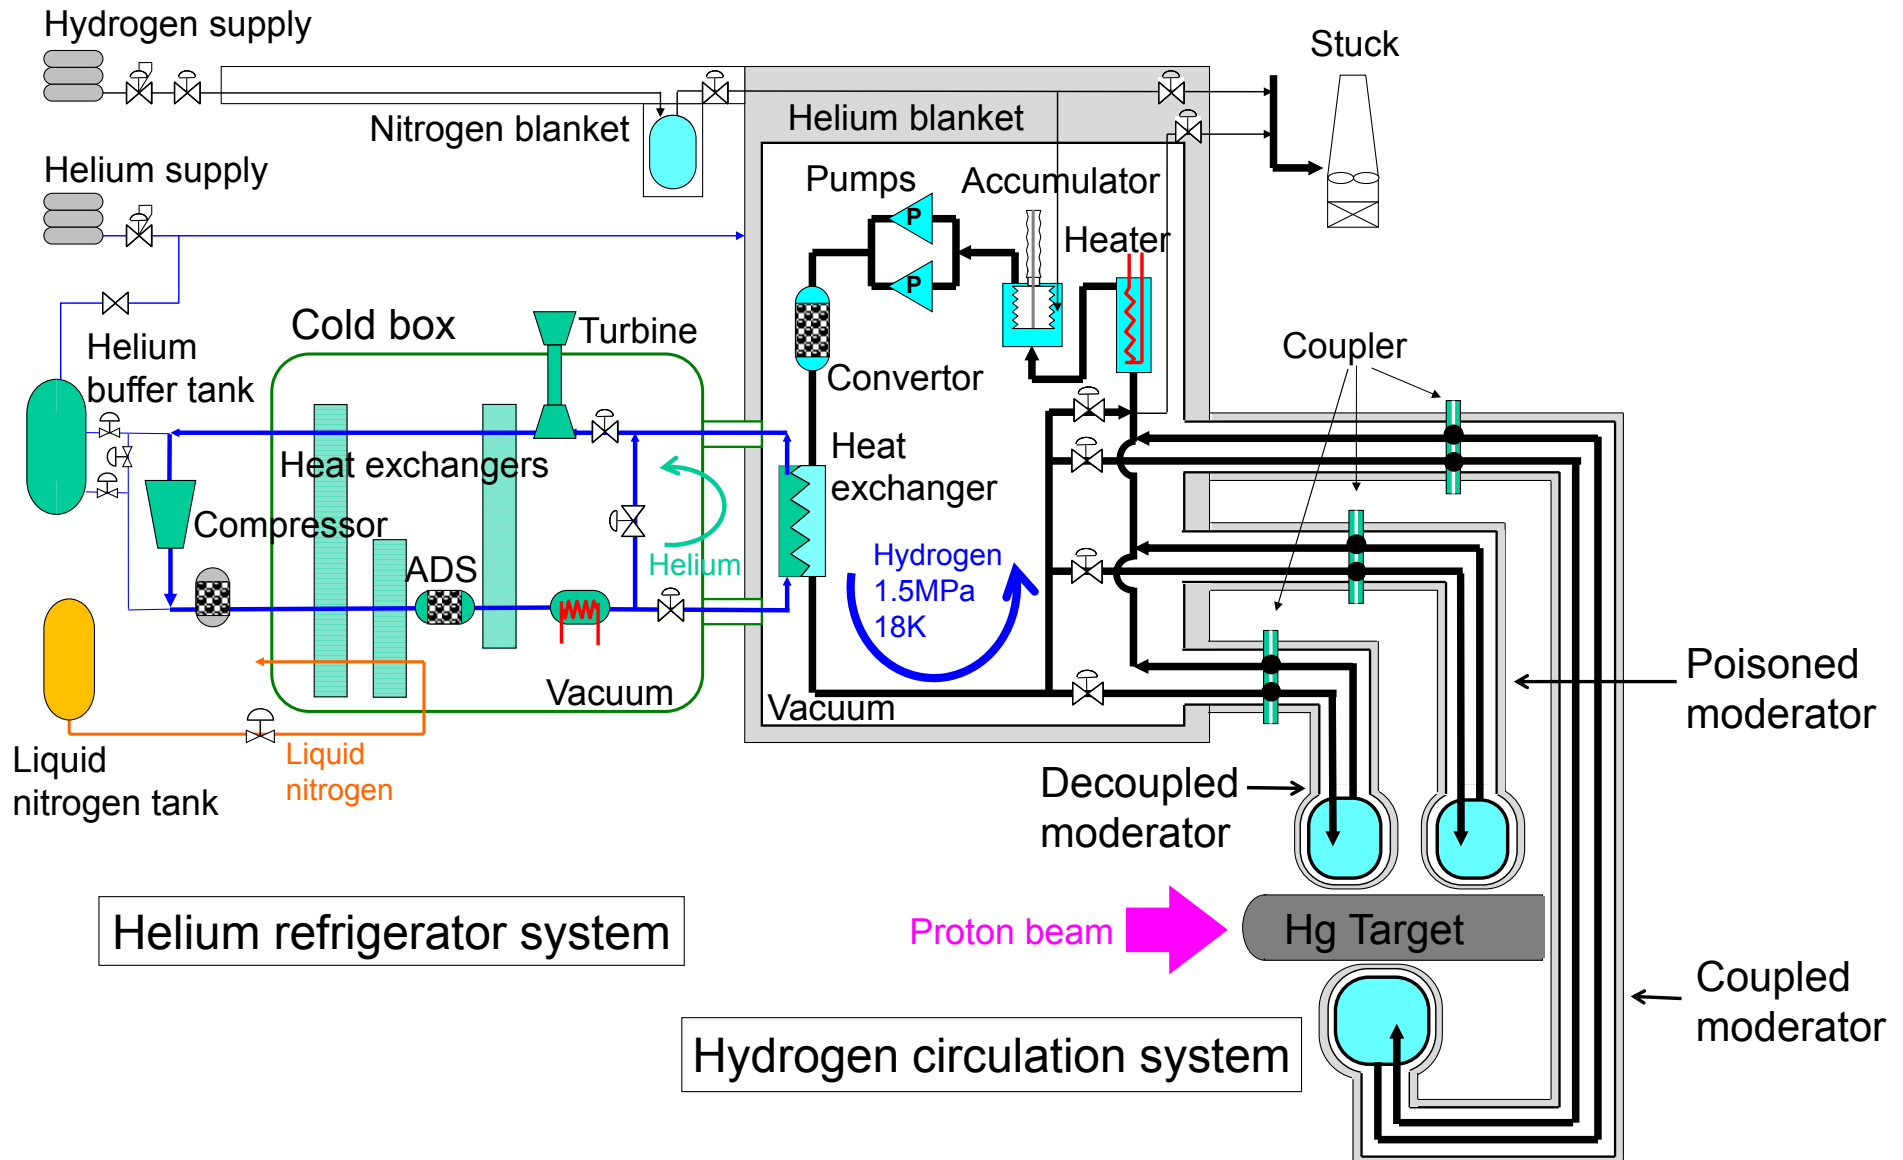 Hydrogen supply
Stuck
Nitrogen blanket
Helium blanket
Helium supply
Pumps
Accumulator
P
Heater
P
Cold box
Turbine
Helium
buffer tank
Convertor
Coupler
Heat exchangers
Heat
exchanger
Compressor
ADS
Helium
Hydrogen
1.5MPa
18K
Vacuum
Vacuum
Poisoned
moderator
Liquid
nitrogen tank
Liquid
nitrogen
Decoupled
moderator
Helium refrigerator system
Proton beam
Hg Target
Coupled
moderator
Hydrogen circulation system